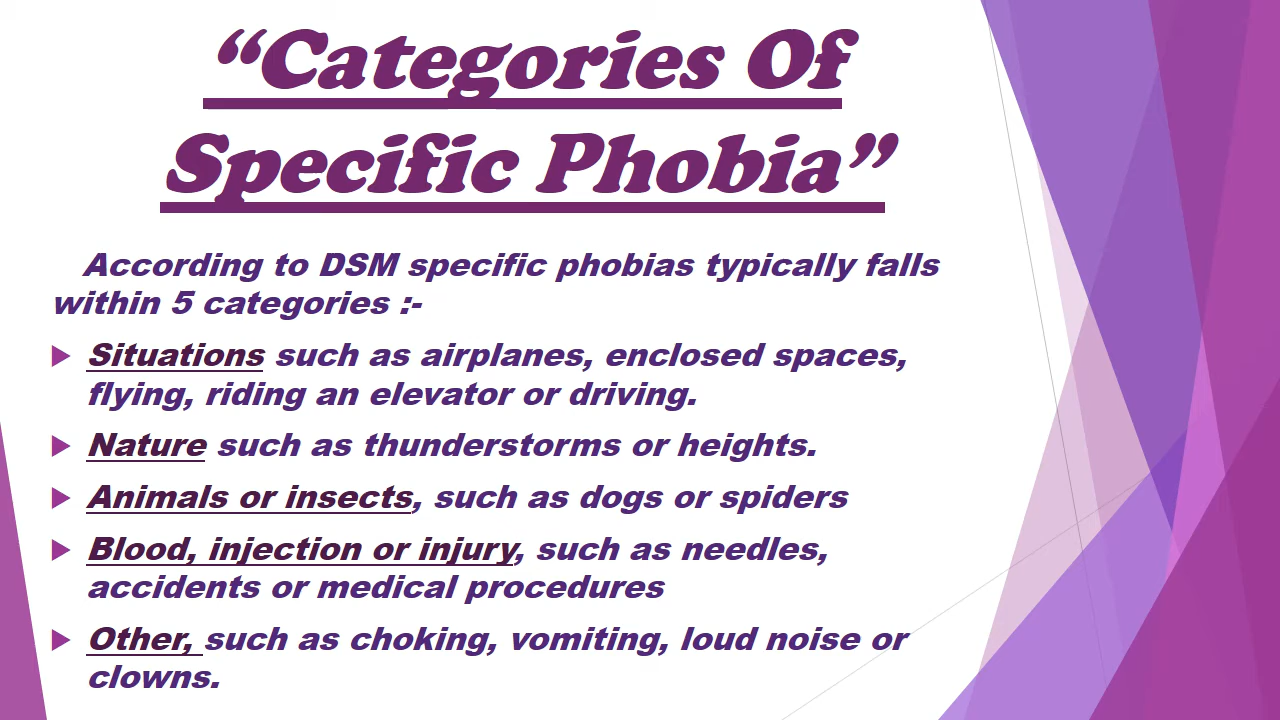 “Categories Of
Specific Phobia”
According to DSM specific phobias typically falls
within 5 categories :-
Situations such as airplanes, enclosed spaces,
flying, riding an elevator or driving.
Nature such as thunderstorms or heights.
Animals or insects, such as dogs or spiders
Blood, injection or injury, such as needles,
accidents or medical procedures
Other, such as choking, vomiting, loud noise or
clowns.